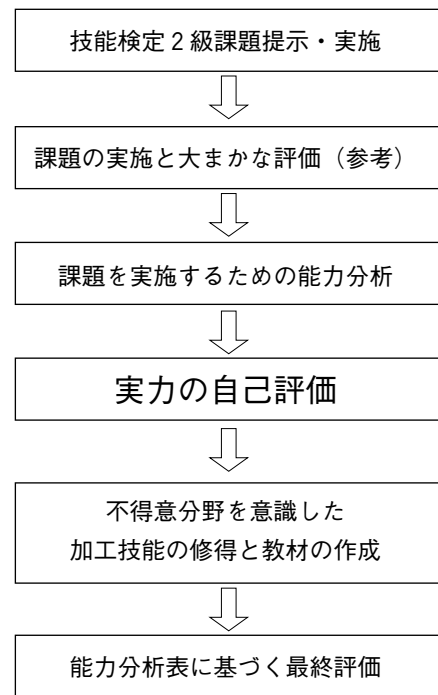 技能検定２級課題提示・実施
課題の実施と大まかな評価（参考）
課題を実施するための能力分析
実力の自己評価
不得意分野を意識した
加工技能の修得と教材の作成
能力分析表に基づく最終評価